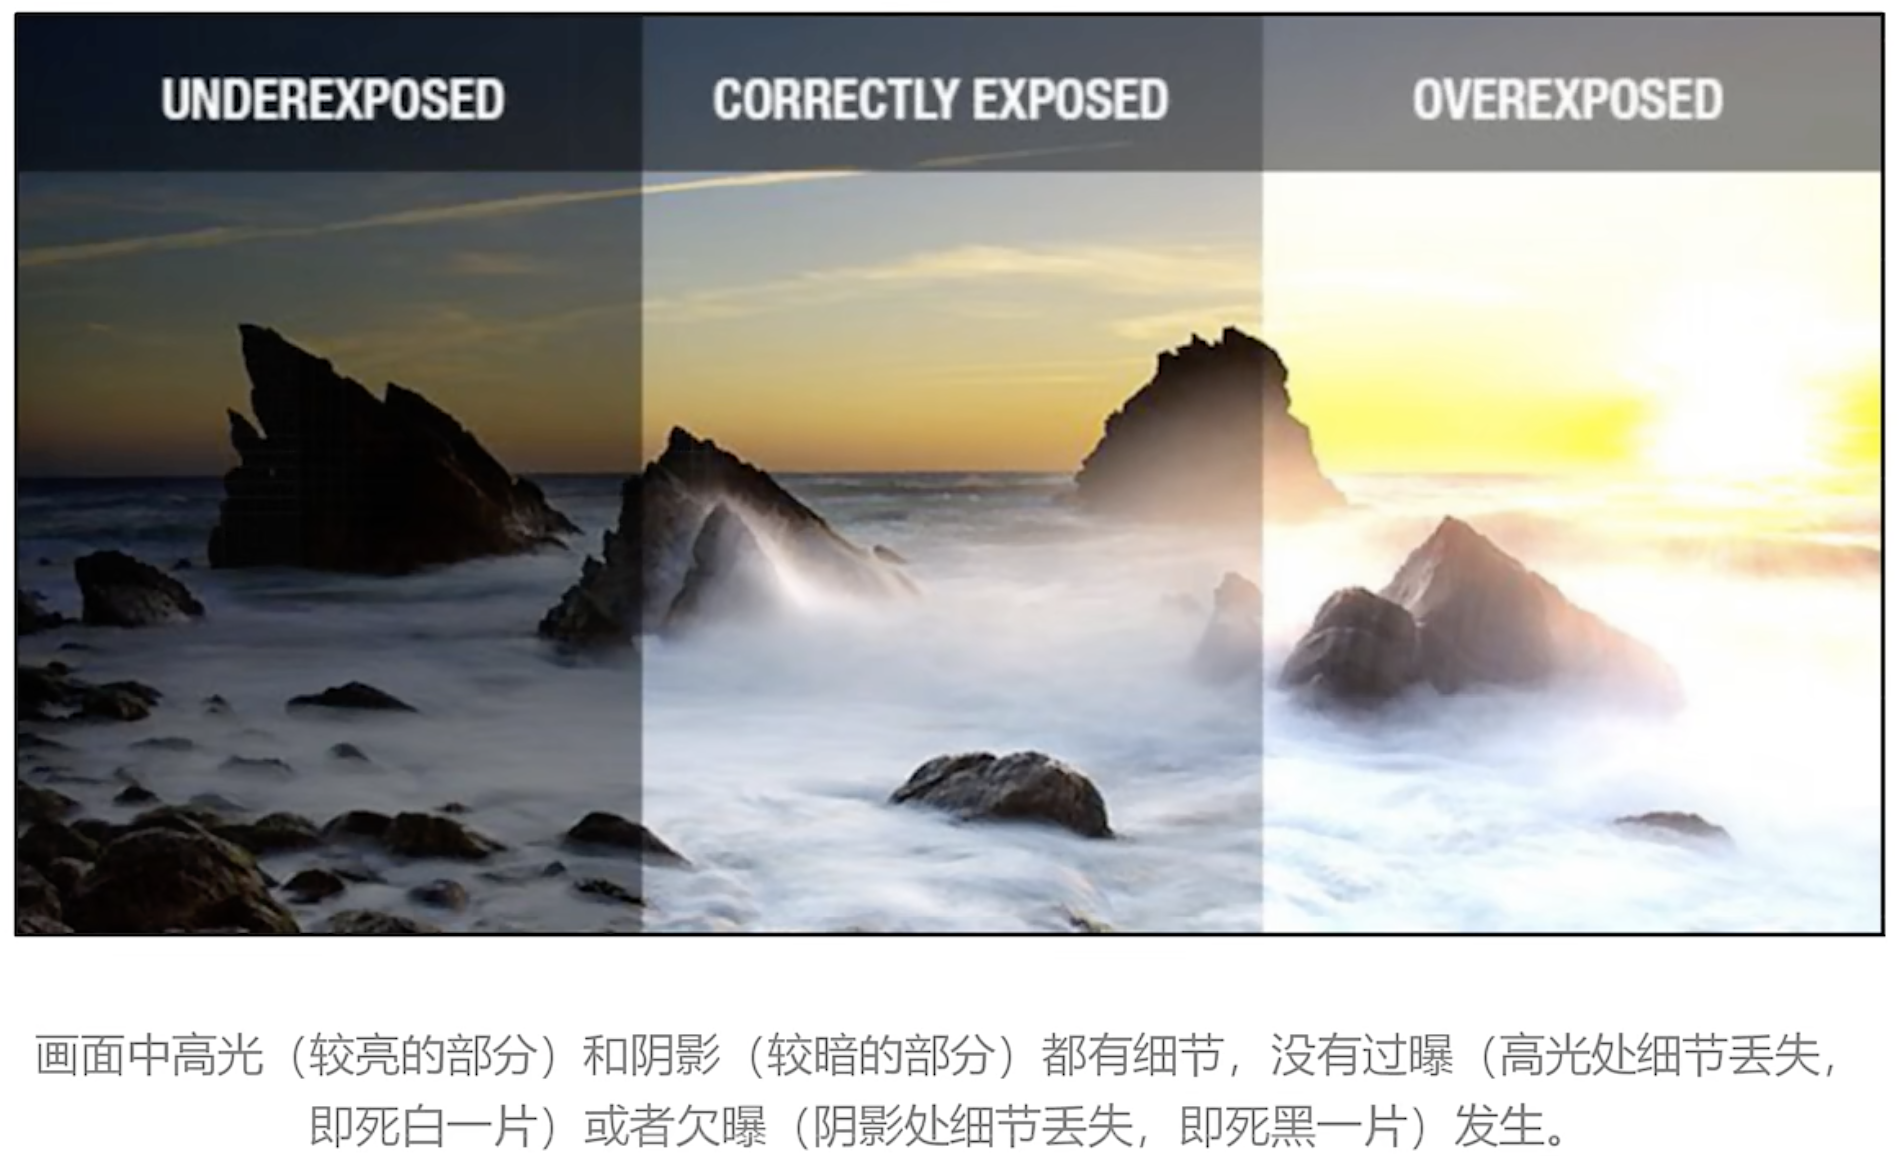 UNDEREXPOSED
CORRECTLY EXPOSED
OVEREXPOSED
画面中高光（较亮的部分）和阴影（较暗的部分）都有细节，没有过曝（高光处细节丢失，
即死白一片）或者欠曝（阴影处细节丢失，即死黑一片）发生。